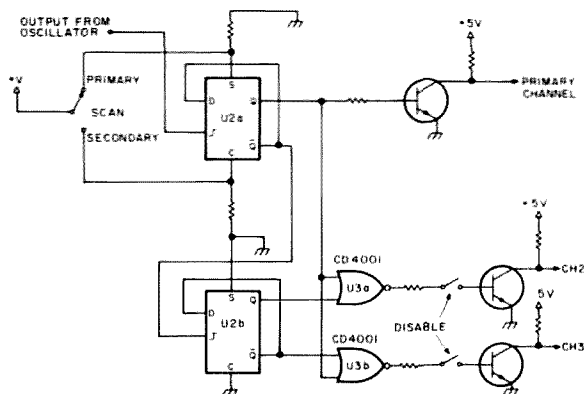 OUTPUT FROM
OSCILLATOR
+5V
+V
PRIMARY
SCAN
SECONDARY
S
D
Q
U2a
Q̅
C
PRIMARY
CHANNEL
+5V
CD4001
U3a
CH2
S
D
Q
U2b
Q̅
C
DISABLE
CD4001
U3b
5V
CH3